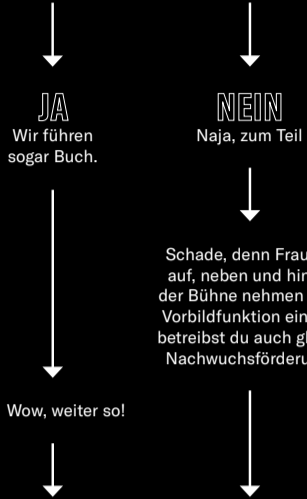 JA
Wir führen
sogar Buch.
Wow, weiter so!
NEIN
Naja, zum Teil
Schade, denn
auf, neben und
der Bühne nehmen
Vorbildfunktion
betreibst du auch